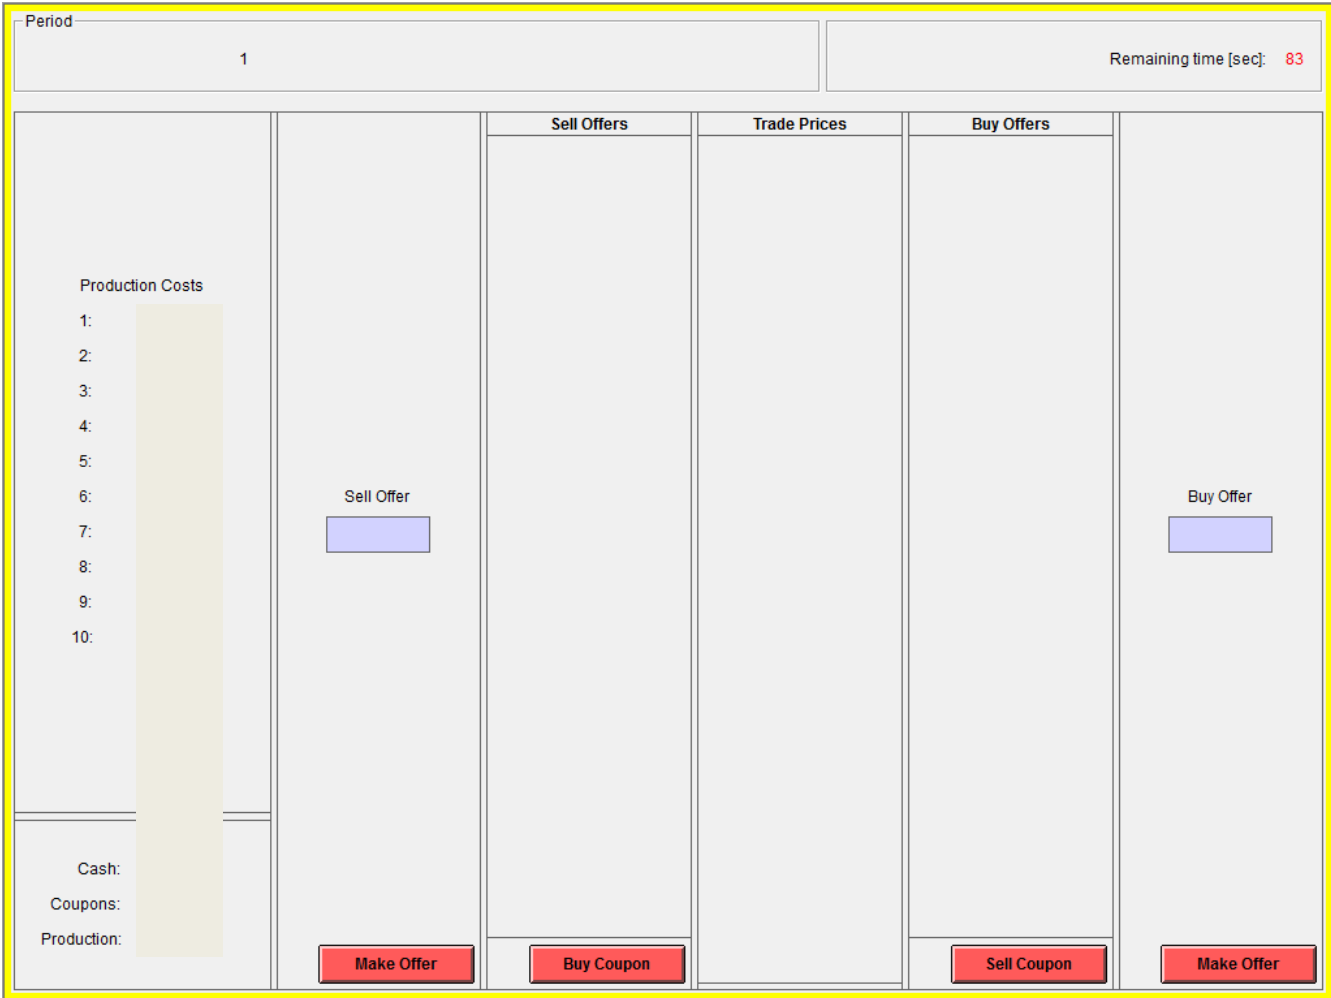 Period
1
Remaining time [sec]: 83
Sell Offers
Trade Prices
Buy Offers
Production Costs
1:
2:
3:
4:
5:
6:
7:
8:
9:
10:
Sell Offer
Buy Offer
Cash:
Coupons:
Production:
Make Offer
Buy Coupon
Sell Coupon
Make Offer